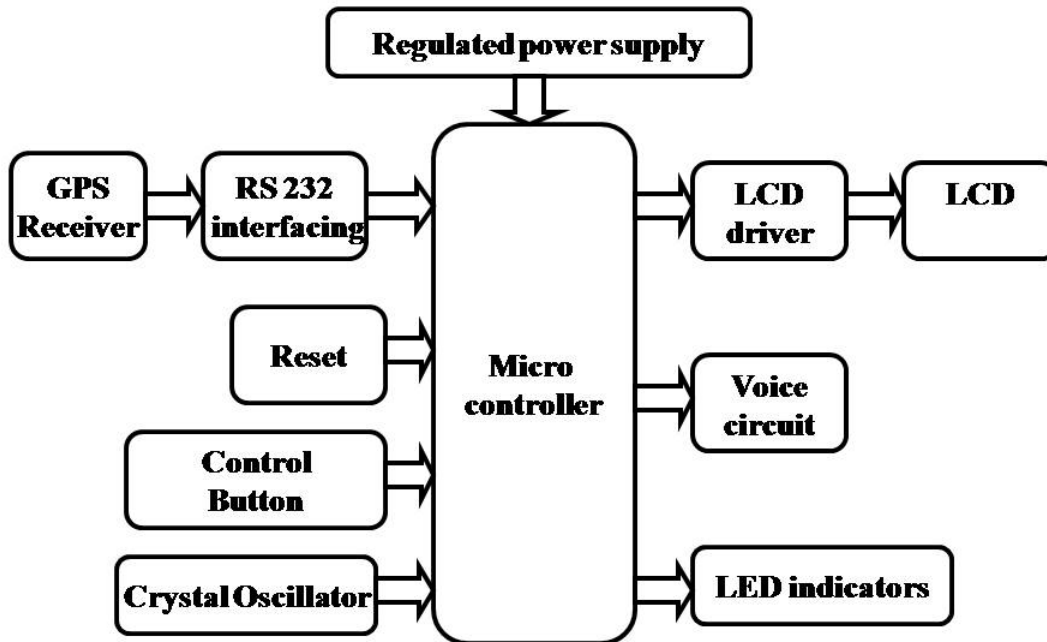 Regulated power supply
GPS
Receiver
RS 232
interfacing
LCD
driver
LCD
Reset
Micro
controller
Voice
circuit
Control
Button
Crystal Oscillator
LED indicators